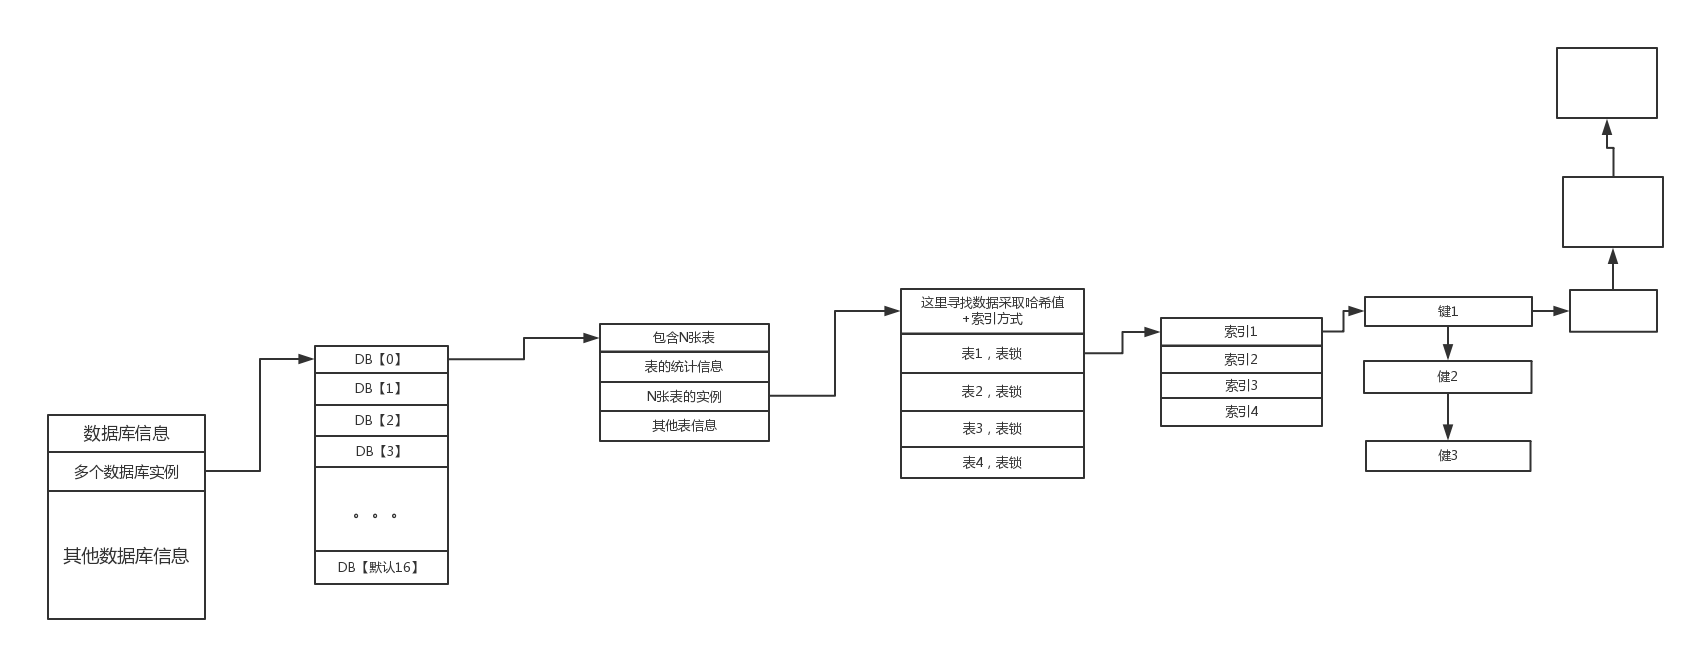 数据库信息
多个数据库实例
其他数据库信息
DB【0】
DB【1】
DB【2】
DB【3】
。。。
DB【默认16】
包含N张表
表的统计信息
N张表的实例
其他表信息
这里寻找数据采取哈希值
+索引方式
表1，表锁
表2，表锁
表3，表锁
表4，表锁
索引1
索引2
索引3
索引4
键1
健2
健3